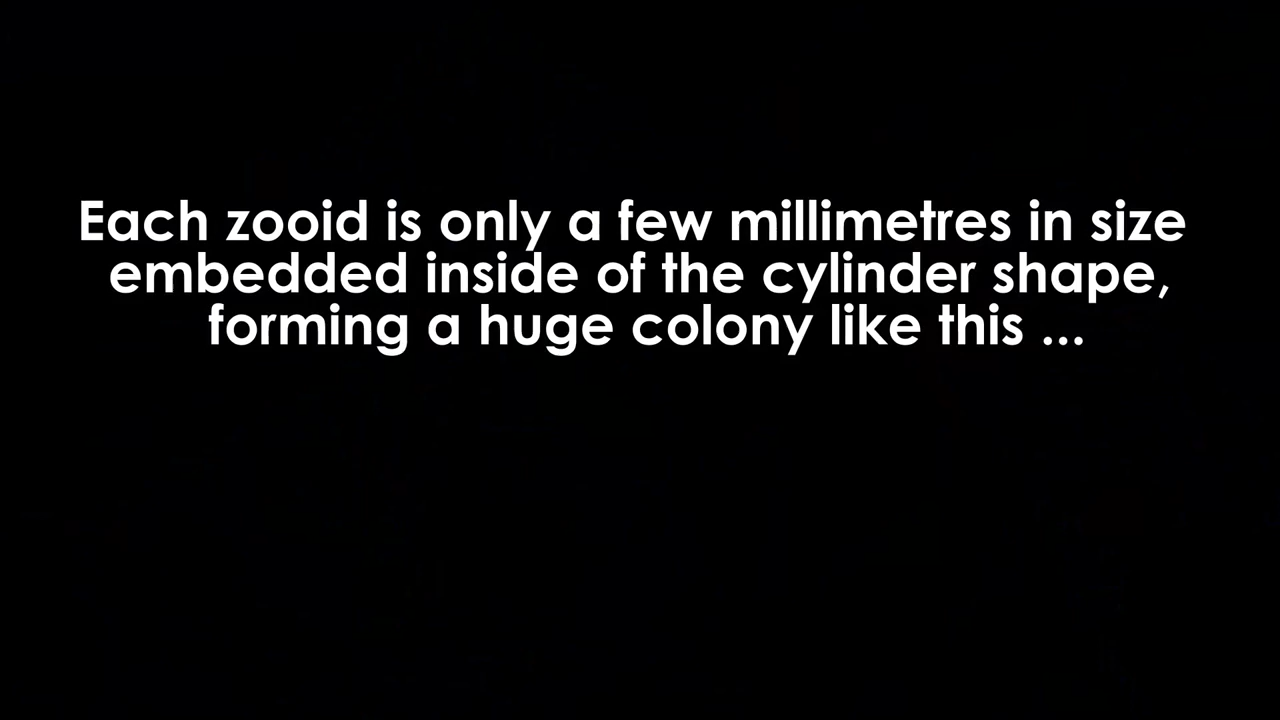 Each zooid is only a few millimetres in size
embedded inside of the cylinder shape,
forming a huge colony like this ...